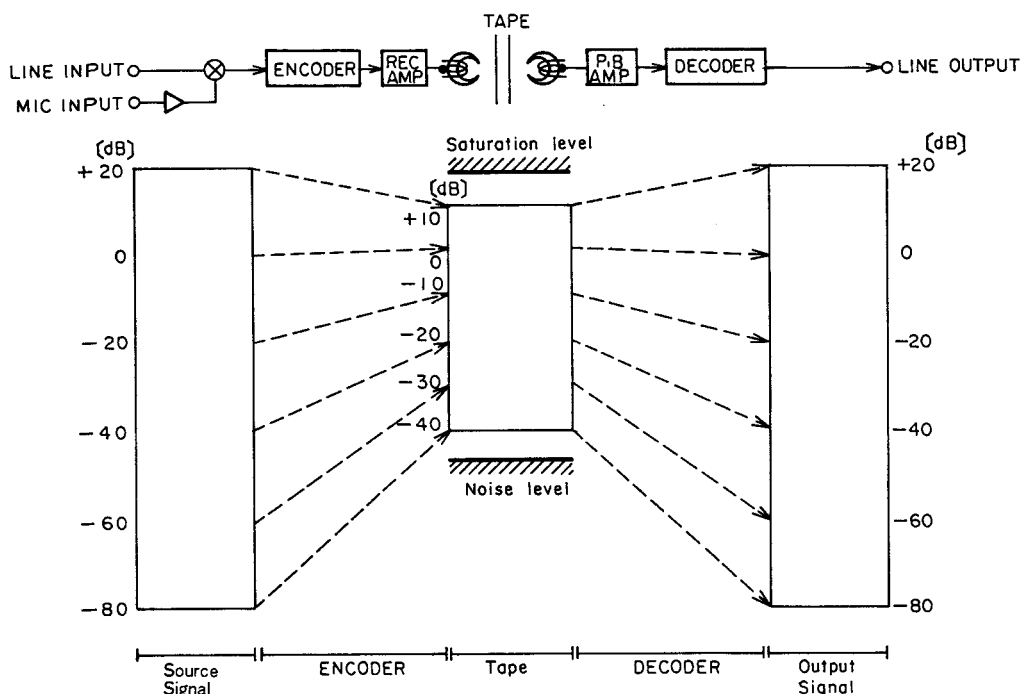 TAPE
LINE INPUT
ENCODER
REC
AMP
P.B
AMP
DECODER
LINE OUTPUT
MIC INPUT
[dB]
+20
0
-20
-40
-60
-80
Saturation level
[dB]
+10
0
-10
-20
-30
-40
Noise level
[dB]
+20
0
-20
-40
-60
-80
Source
Signal
ENCODER
Tape
DECODER
Output
Signal